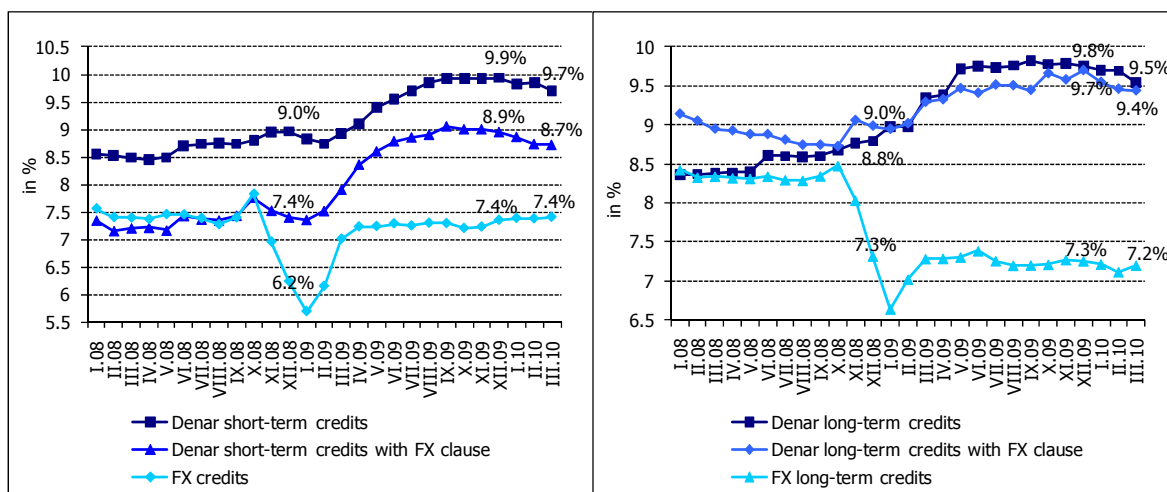 10.5
10
9.5
9
8.5
8
7.5
7
6.5
6
5.5
in %
9.9%
9.7%
9.0%
8.9%
8.7%
7.4%
7.4%
7.4%
6.2%
I.08
II.08
III.08
IV.08
V.08
VI.08
VII.08
VIII.08
IX.08
X.08
XI.08
XII.08
I.09
II.09
III.09
IV.09
V.09
VI.09
VII.09
VIII.09
IX.09
X.09
XI.09
XII.09
I.10
II.10
III.10
Denar short-term credits
Denar short-term credits with FX clause
FX credits
10
9.5
9
8.5
8
7.5
7
6.5
in %
9.8%
9.5%
9.7%
9.4%
9.0%
8.8%
7.3%
7.3%
7.2%
I.08
II.08
III.08
IV.08
V.08
VI.08
VII.08
VIII.08
IX.08
X.08
XI.08
XII.08
I.09
II.09
III.09
IV.09
V.09
VI.09
VII.09
VIII.09
IX.09
X.09
XI.09
XII.09
I.10
II.10
III.10
Denar long-term credits
Denar long-term credits with FX clause
FX long-term credits